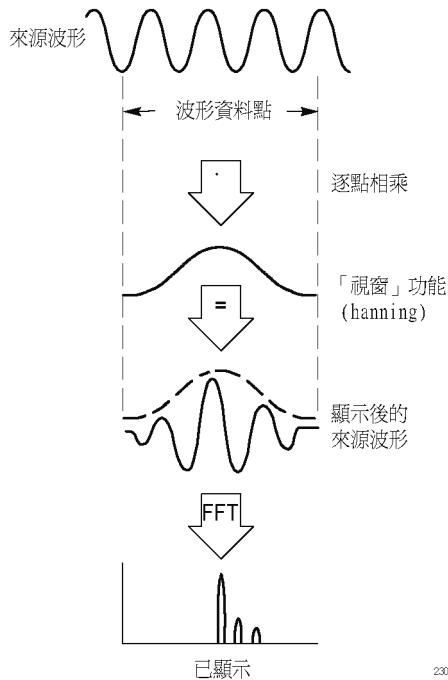 來源波形
波形資料點
·
逐點相乘
「視窗」功能
(hanning)
=
顯示後的
來源波形
FFT
已顯示